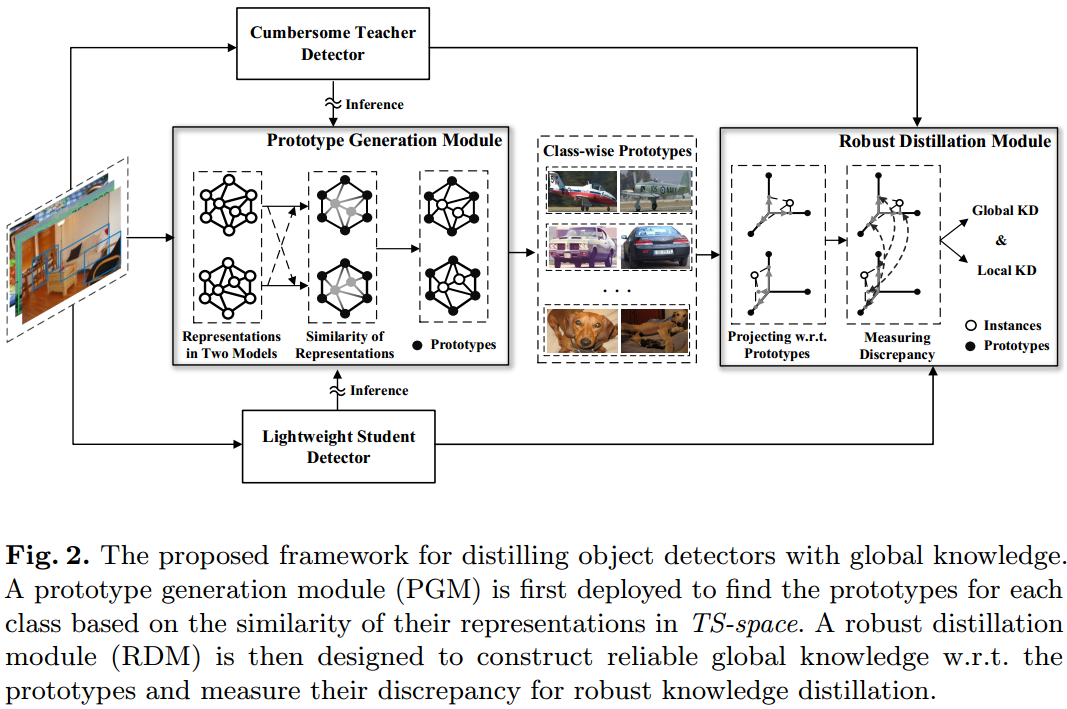 Cumbersome Teacher
Detector
Inference
Prototype Generation Module
Representations
in Two Models
Similarity of
Representations
Prototypes
Class-wise Prototypes
. . .
Robust Distillation Module
Projecting w.r.t.
Prototypes
Measuring
Discrepancy
Global KD
&
Local KD
Instances
Prototypes
Inference
Lightweight Student
Detector
Fig. 2. The proposed framework for distilling object detectors with global knowledge.
A prototype generation module (PGM) is first deployed to find the prototypes for each
class based on the similarity of their representations in TS-space. A robust distillation
module (RDM) is then designed to construct reliable global knowledge w.r.t. the
prototypes and measure their discrepancy for robust knowledge distillation.